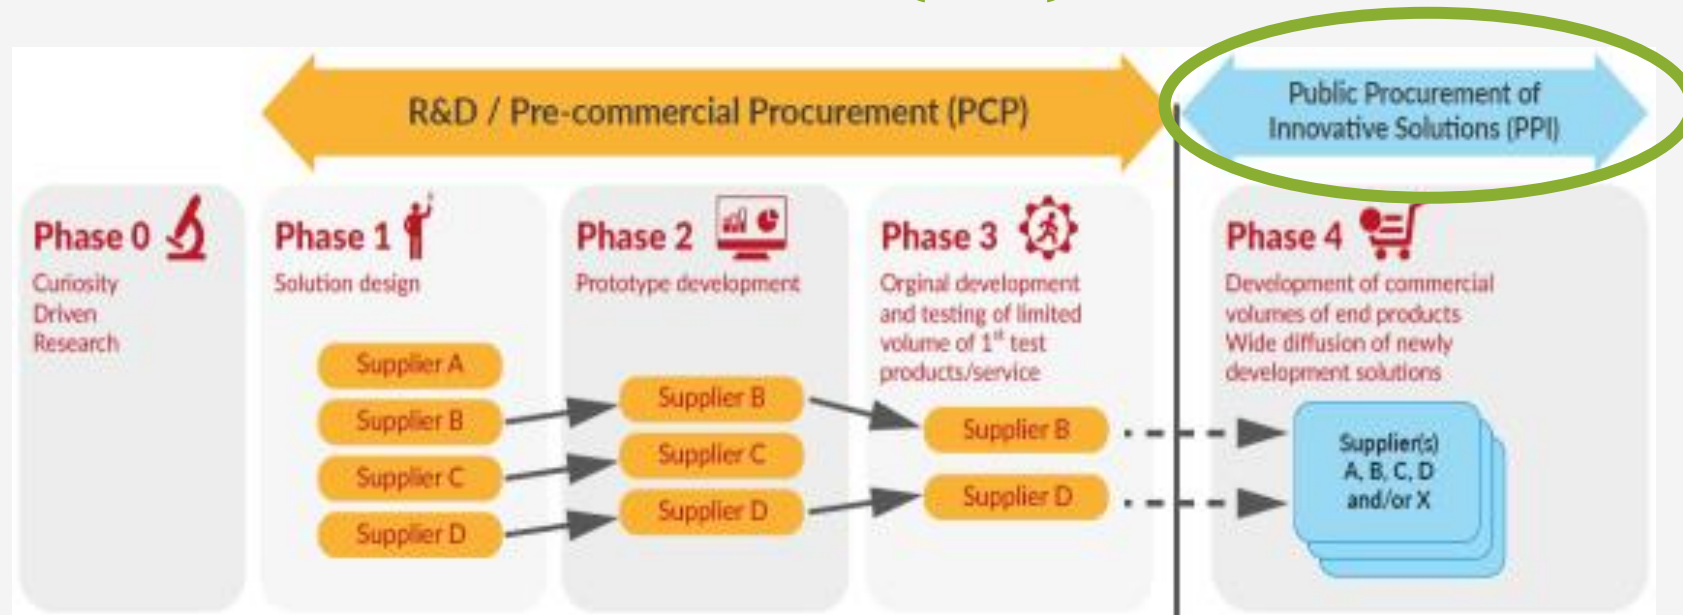 R&D / Pre-commercial Procurement (PCP)
Public Procurement of
Innovative Solutions (PPI)
Phase 0
Curiosity
Driven
Research
Phase 1
Solution design
Supplier A
Supplier B
Supplier C
Supplier D
Phase 2
Prototype development
Supplier B
Supplier C
Supplier D
Phase 3
Orginal development
and testing of limited
volume of 1st test
products/service
Supplier B
Supplier D
Phase 4
Development of commercial
volumes of end products
Wide diffusion of newly
development solutions
Supplier(s)
A, B, C, D
and/or X